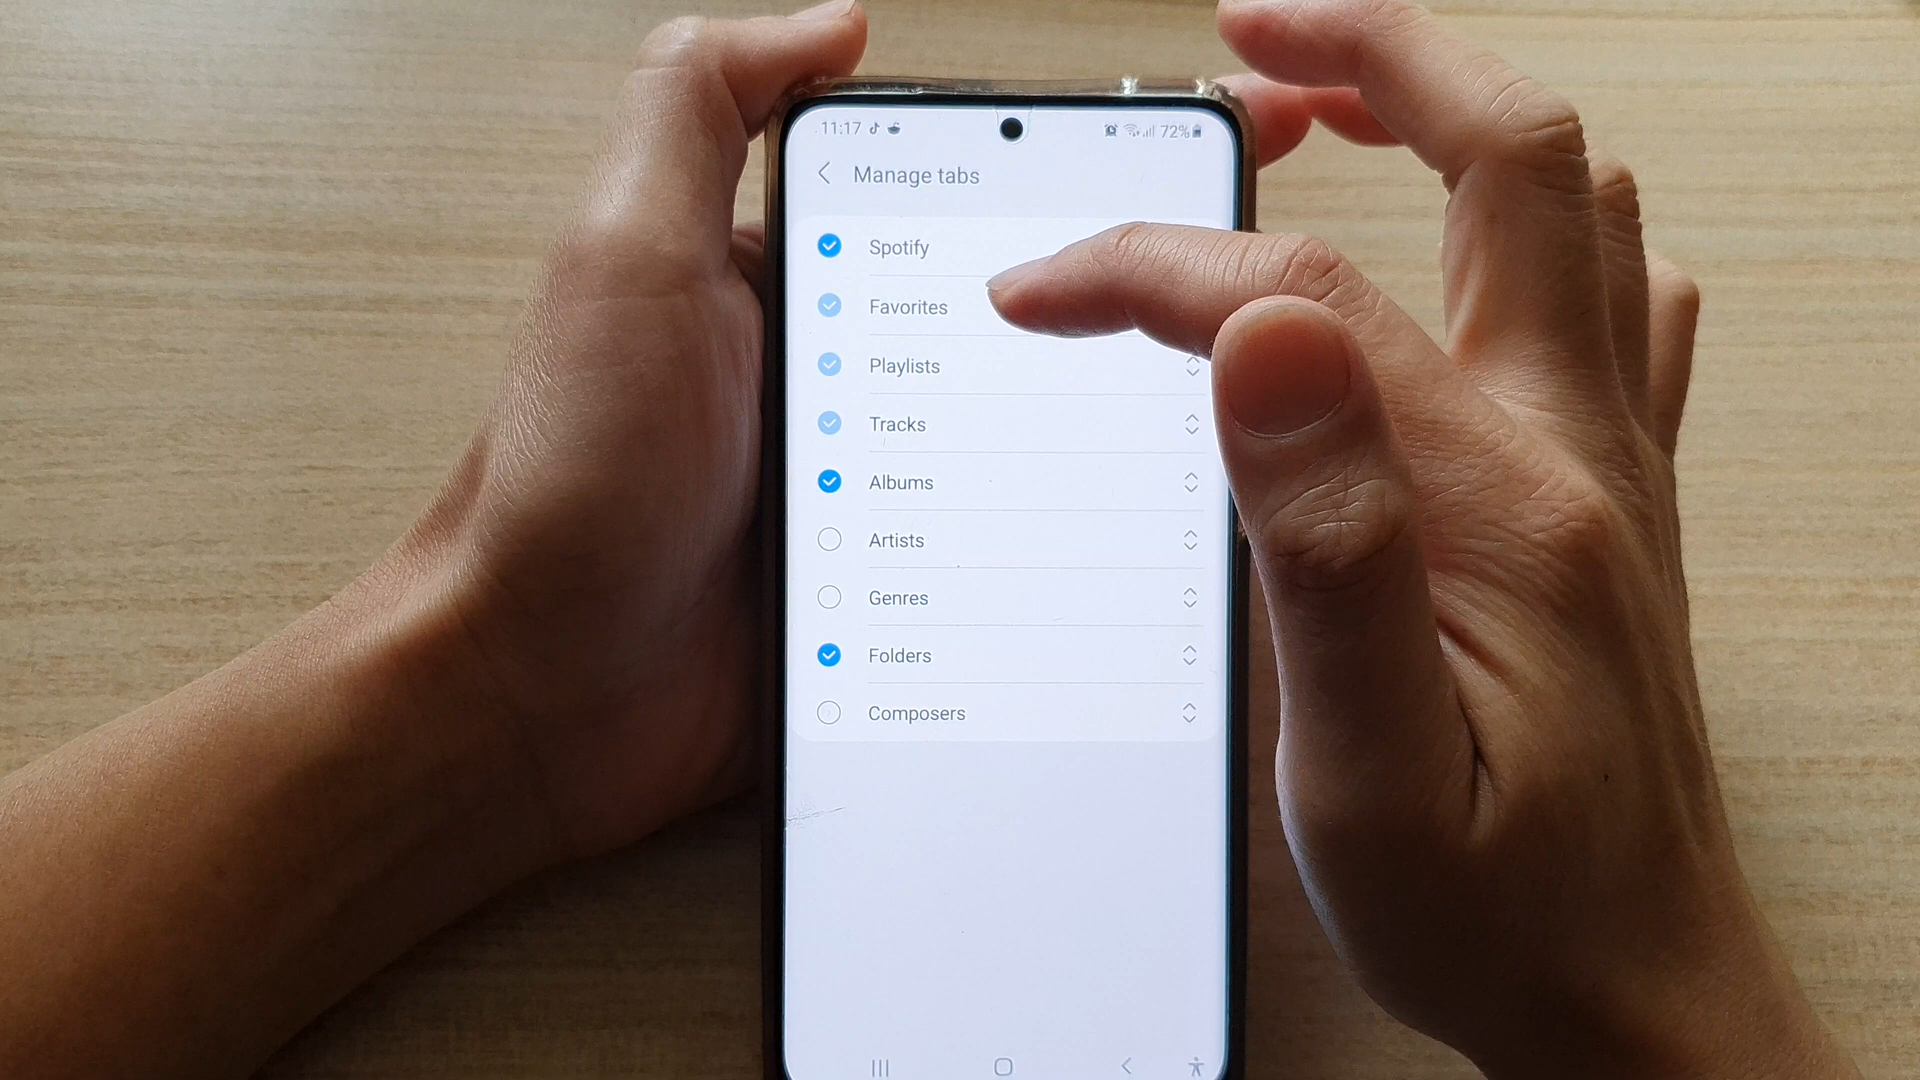 11:17 72%
Manage tabs
Spotify
Favorites
Playlists
Tracks
Albums
Artists
Genres
Folders
Composers